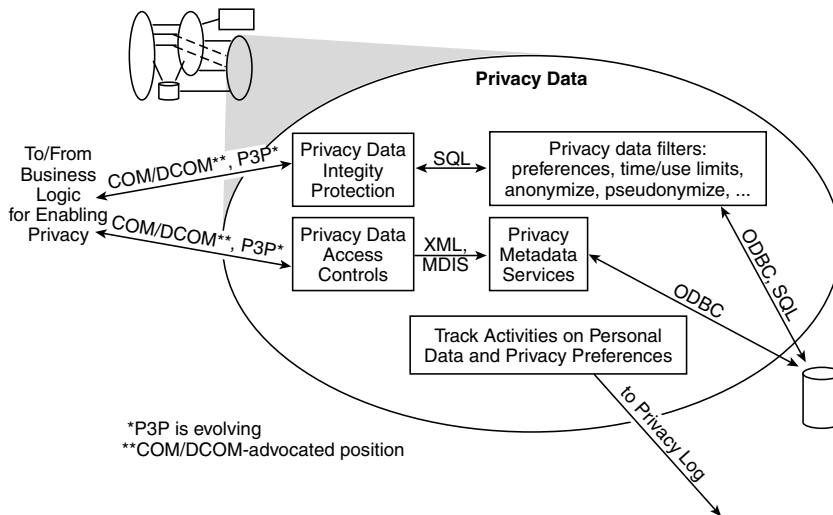 Privacy Data
To/From
Business
Logic
for Enabling
Privacy
COM/DCOM**, P3P*
COM/DCOM**, P3P*
Privacy Data
Integity
Protection
SQL
Privacy data filters:
preferences, time/use limits,
anonymize, pseudonymize, ...
Privacy Data
Access
Controls
XML,
MDIS
Privacy
Metadata
Services
ODBC, SQL
ODBC
Track Activities on Personal
Data and Privacy Preferences
to Privacy Log
*P3P is evolving
**COM/DCOM-advocated position